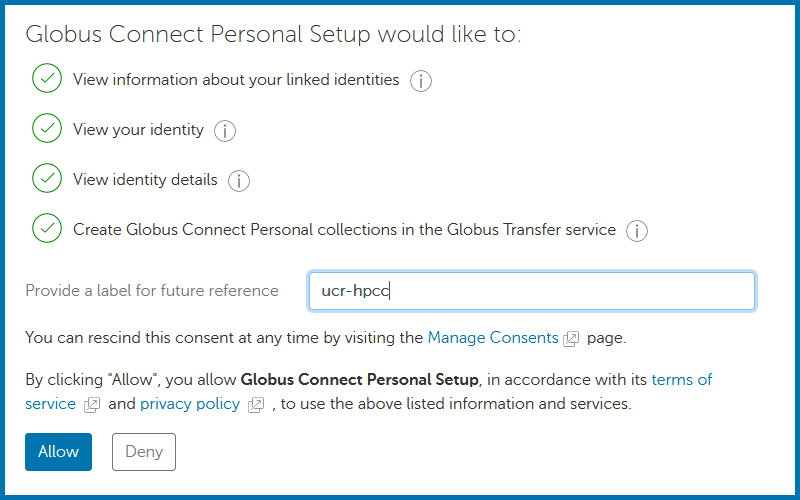 Globus Connect Personal Setup would like to:
View information about your linked identities
View your identity
View identity details
Create Globus Connect Personal collections in the Globus Transfer service
Provide a label for future reference ucr-hpcc
You can rescind this consent at any time by visiting the Manage Consents page.
By clicking "Allow", you allow Globus Connect Personal Setup, in accordance with its terms of
service and privacy policy , to use the above listed information and services.
Allow Deny